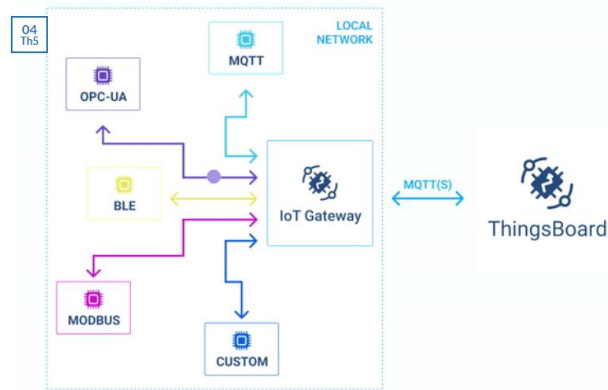 04
Th5
LOCAL
NETWORK
MQTT
OPC-UA
BLE
IoT Gateway
MQTT(S)
ThingsBoard
MODBUS
CUSTOM